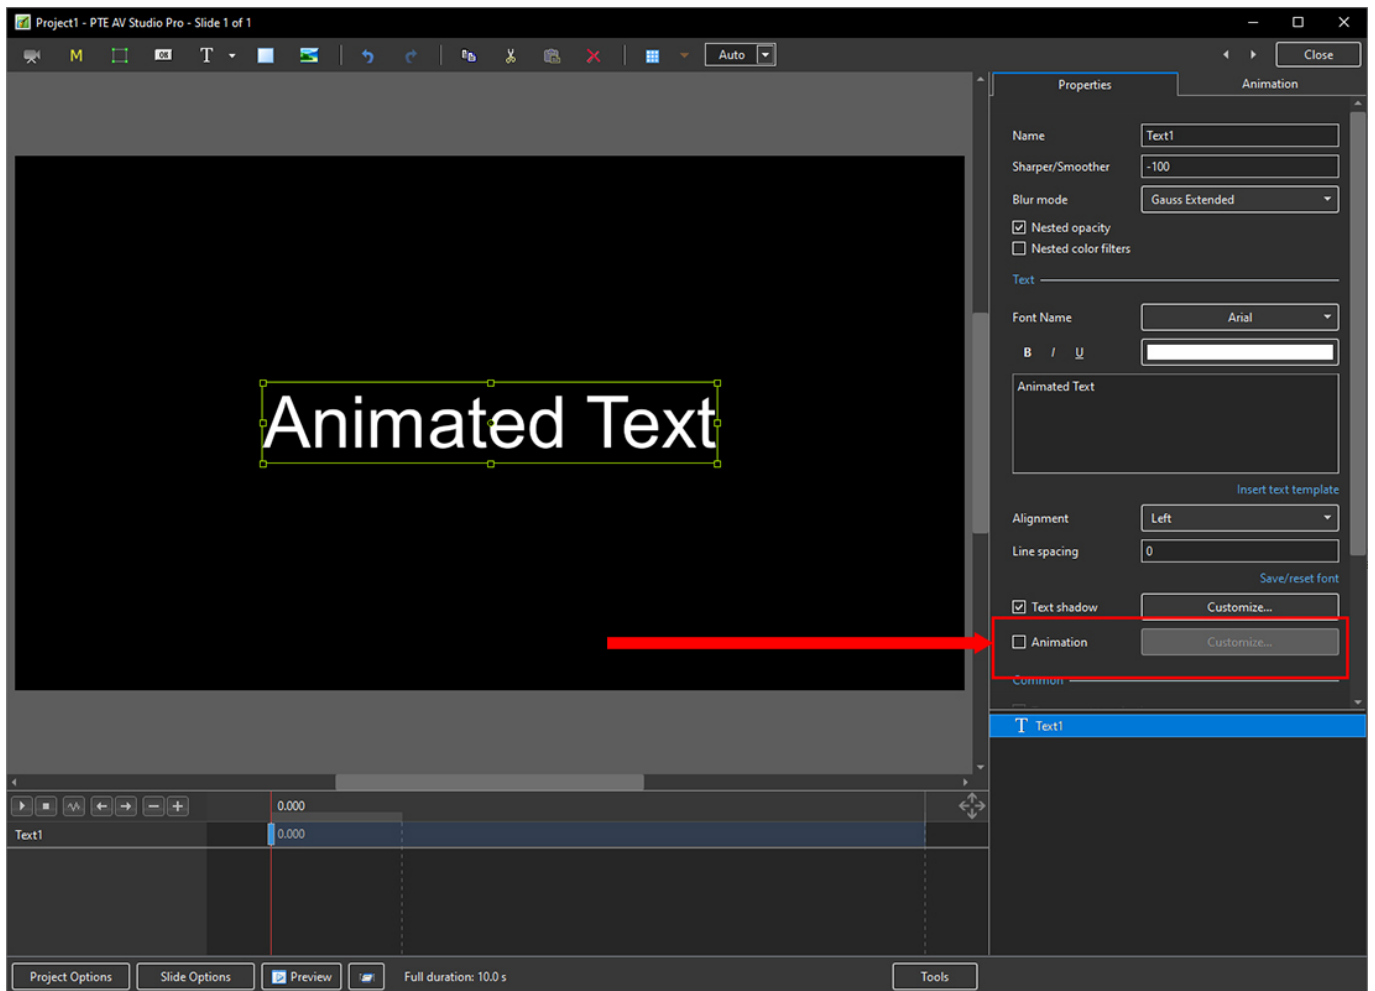 Project1 - PTE AV Studio Pro - Slide 1 of 1
M OK T Auto Close
Properties Animation
Name Text1
Sharper/Smoother -100
Blur mode Gauss Extended
Nested opacity
Nested color filters
Text
Font Name Arial
B I U
Animated Text
Animated Text
Insert text template
Alignment Left
Line spacing 0
Save/reset font
Text shadow Customize...
Animation Customize...
Common
T Text1
0.000
Text1 0.000
Project Options Slide Options Preview Full duration: 10.0 s Tools